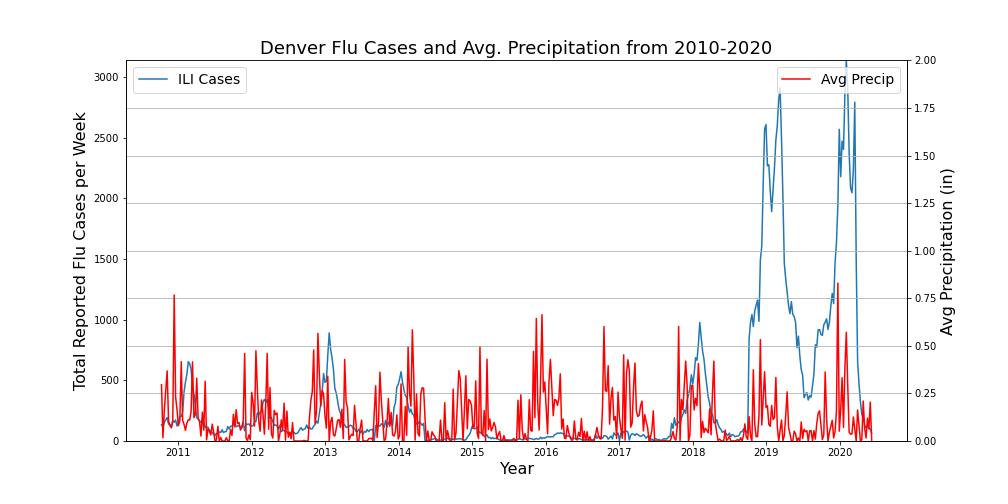 Denver Flu Cases and Avg. Precipitation from 2010-2020
ILI Cases
Avg Precip
Total Reported Flu Cases per Week
3000
2500
2000
1500
1000
500
0
2.00
1.75
1.50
1.25
1.00
0.75
0.50
0.25
0.00
Avg Precipitation (in)
2011 2012 2013 2014 2015 2016 2017 2018 2019 2020
Year